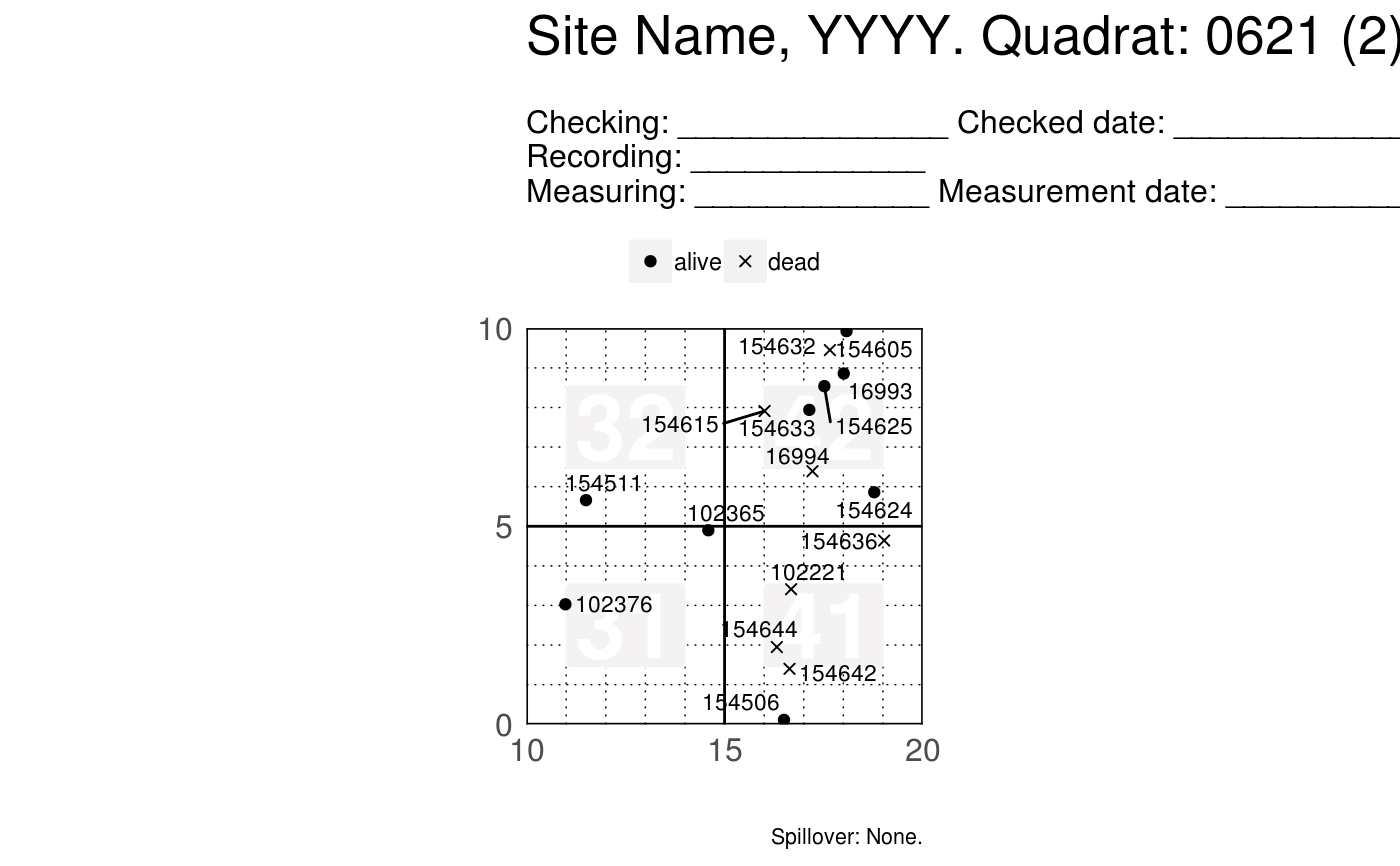 Site Name, YYYY. Quadrat: 0621 (2)
Checking: _______________ Checked date: _____________
Recording: _____________
Measuring: _____________ Measurement date: __________
alive dead
10
154632 154605
16993
32 42
154615 154633 154625
16994
154511
102365 154624
5
154636
102221
31 41
102376
154644
154642
154506
0
10 15 20
Spillover: None.